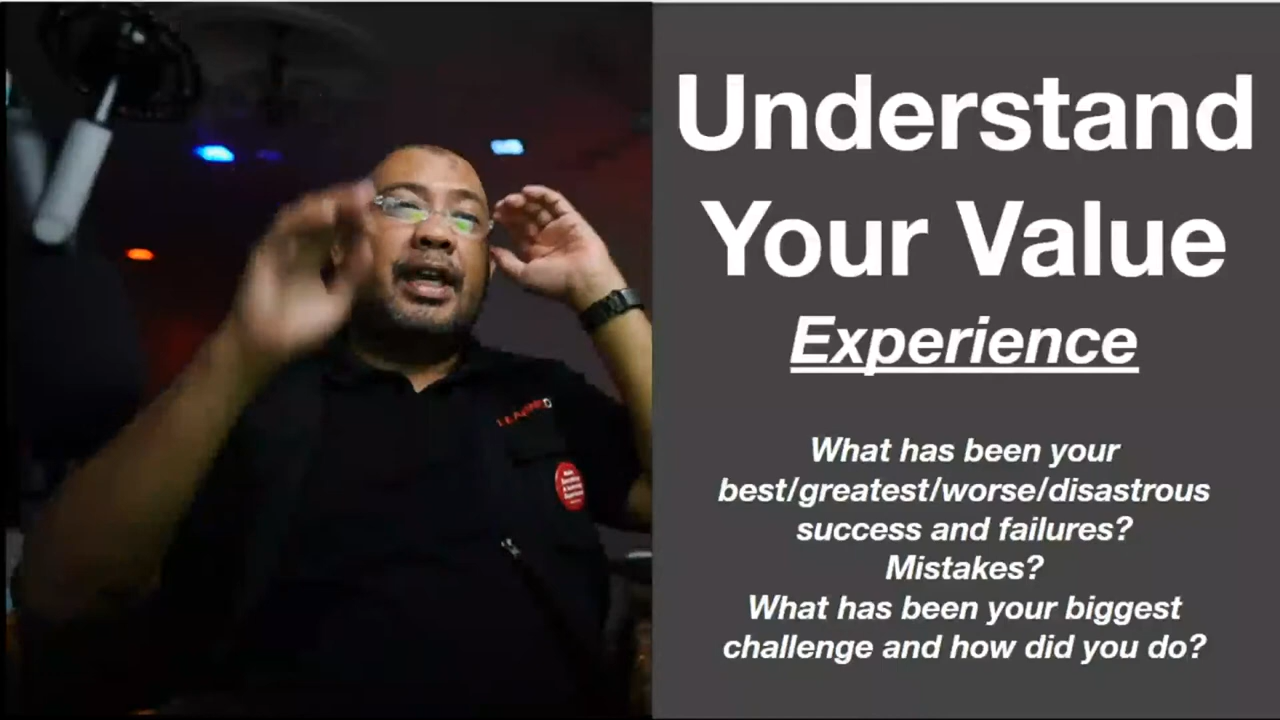 Understand
Your Value
Experience
What has been your
best/greatest/worse/disastrous
success and failures?
Mistakes?
What has been your biggest
challenge and how did you do?